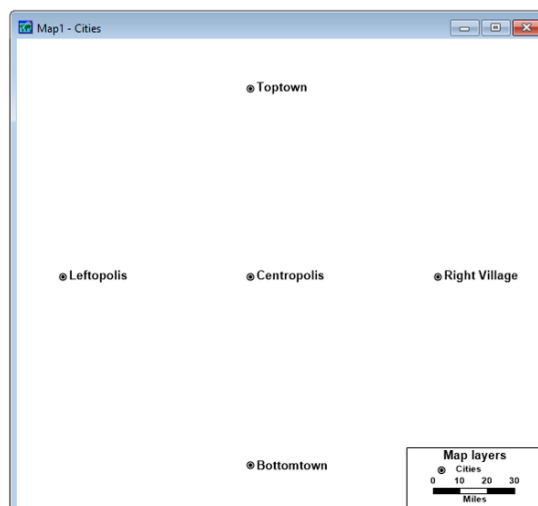 Map1 - Cities
Toptown
Leftopolis Centropolis Right Village
Bottomtown
Map layers
Cities
0 10 20 30
Miles